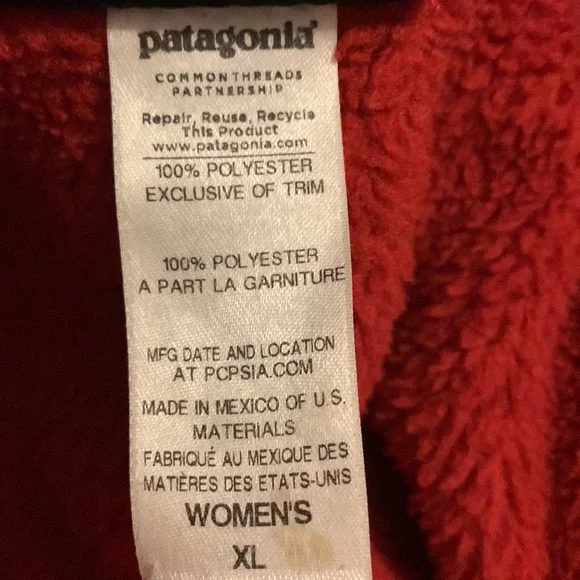 patagonia®
COMMONTHREADS
PARTNERSHIP
Repair, Reuse, Recycle
This Product
www.patagonia.com
100% POLYESTER
EXCLUSIVE OF TRIM
100% POLYESTER
A PART LA GARNITURE
MFG DATE AND LOCATION
AT PCPSIA.COM
MADE IN MEXICO OF U.S.
MATERIALS
FABRIQUÉ AU MEXIQUE DES
MATIÈRES DES ETATS-UNIS
WOMEN'S
XL